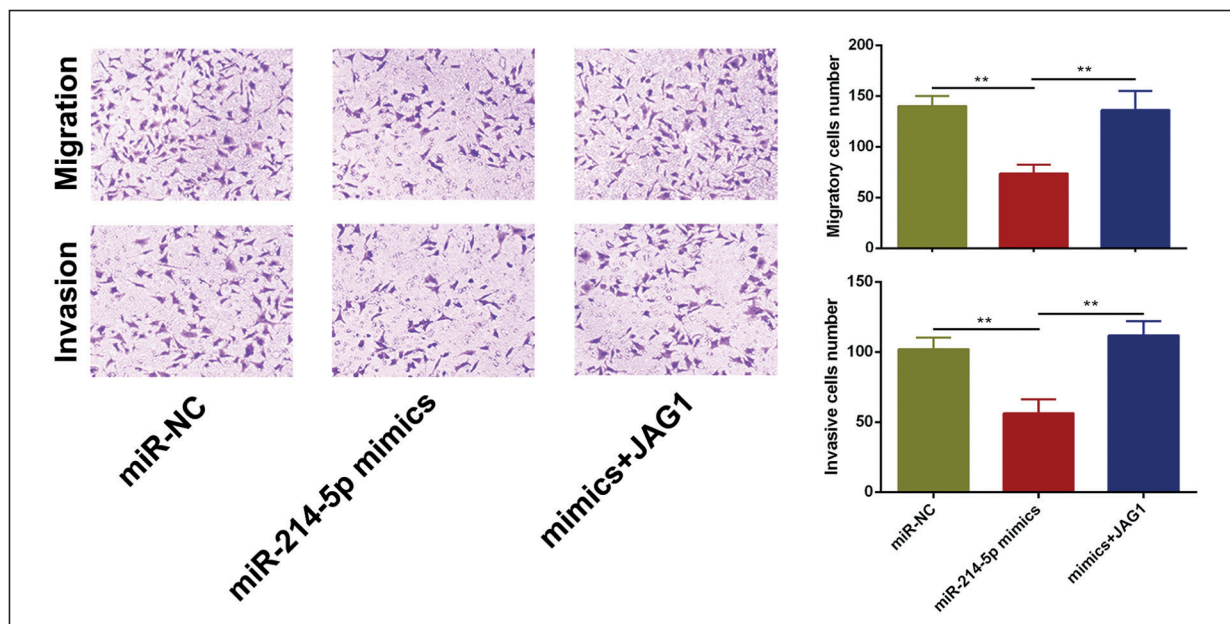 Migration
Invasion
miR-NC
miR-214-5p mimics
mimics+JAG1
Migratory cells number
200
150
100
50
0
**
**
Invasive cells number
150
100
50
0
**
**
miR-NC
miR-214-5p mimics
mimics+JAG1